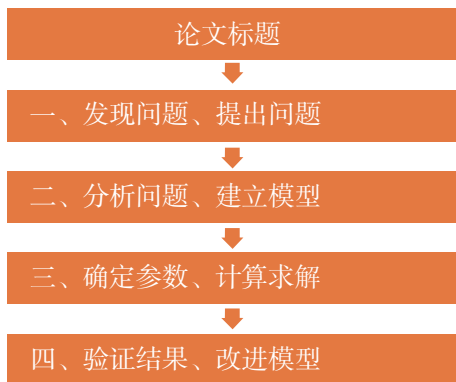 论文标题
一、发现问题、提出问题
二、分析问题、建立模型
三、确定参数、计算求解
四、验证结果、改进模型